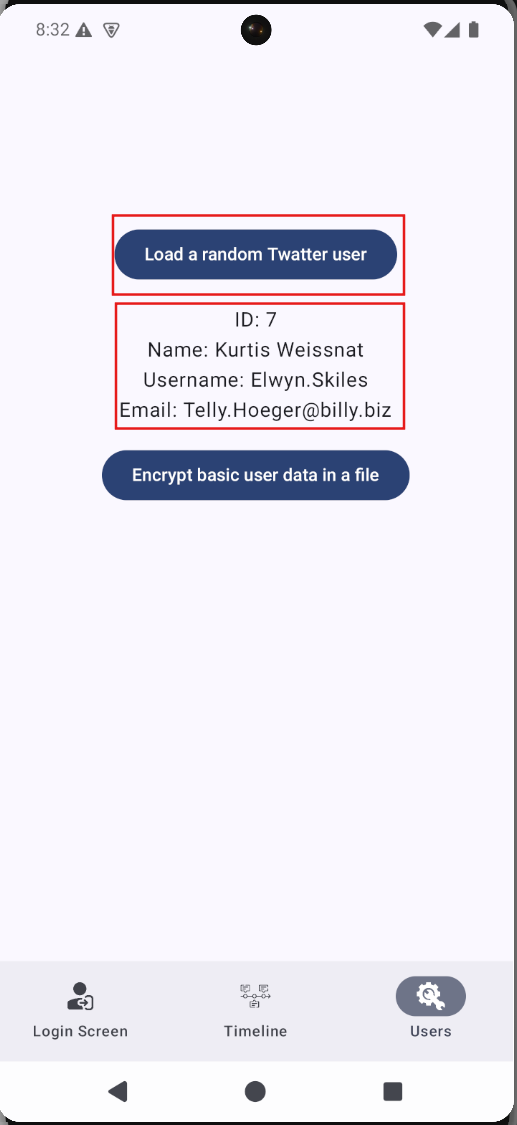 8:32
Load a random Twatter user
ID: 7
Name: Kurtis Weissnat
Username: Elwyn.Skiles
Email: Telly.Hoeger@billy.biz
Encrypt basic user data in a file
Login Screen
Timeline
Users